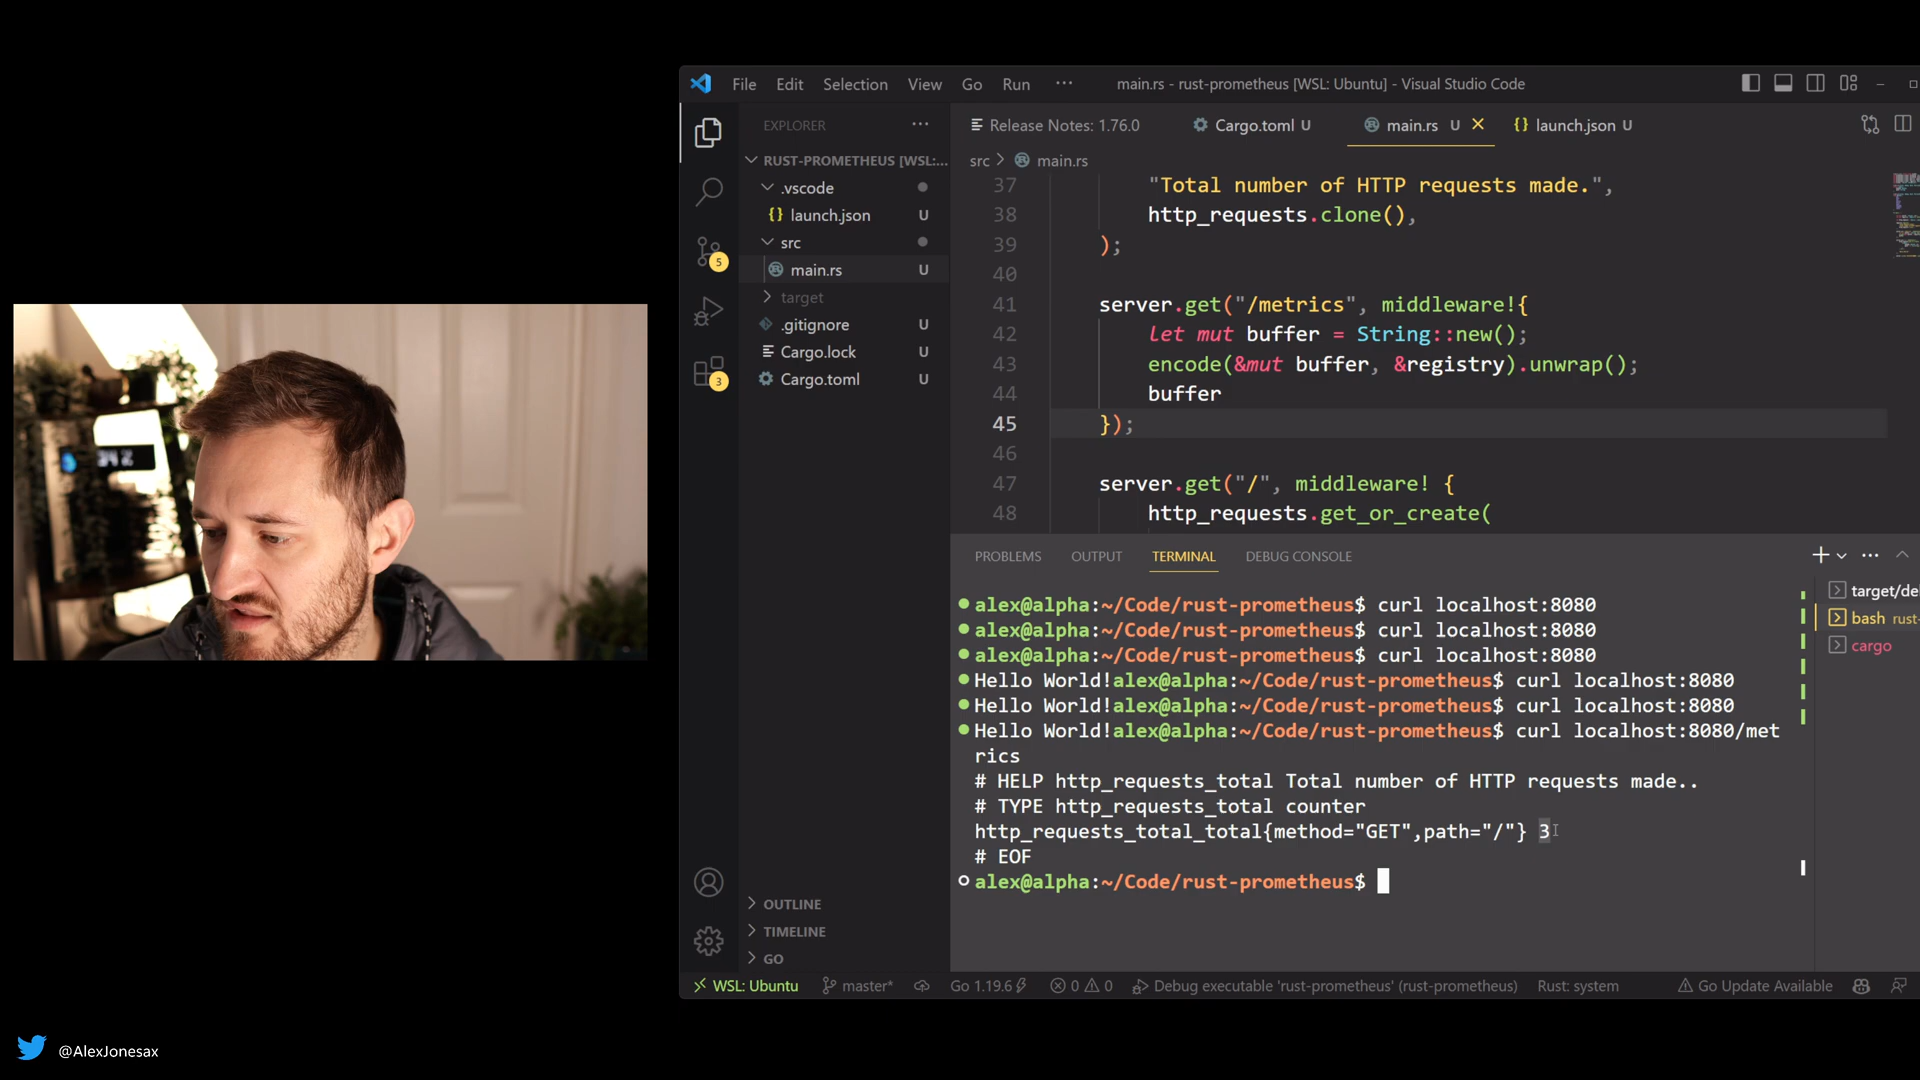 File Edit Selection View Go Run ··· main.rs - rust-prometheus [WSL: Ubuntu] - Visual Studio Code
EXPLORER ···
Release Notes: 1.76.0 Cargo.toml U main.rs U launch.json U
RUST-PROMETHEUS [WSL:...
src > main.rs
.vscode
launch.json U
src
main.rs U
target
.gitignore U
Cargo.lock U
Cargo.toml U
5
3
37 "Total number of HTTP requests made.",
38 http_requests.clone(),
39 );
40
41 server.get("/metrics", middleware!{
42 let mut buffer = String::new();
43 encode(&mut buffer, &registry).unwrap();
44 buffer
45 });
46
47 server.get("/", middleware! {
48 http_requests.get_or_create(
PROBLEMS OUTPUT TERMINAL DEBUG CONSOLE
alex@alpha:~/Code/rust-prometheus$ curl localhost:8080
alex@alpha:~/Code/rust-prometheus$ curl localhost:8080
alex@alpha:~/Code/rust-prometheus$ curl localhost:8080
Hello World!alex@alpha:~/Code/rust-prometheus$ curl localhost:8080
Hello World!alex@alpha:~/Code/rust-prometheus$ curl localhost:8080
Hello World!alex@alpha:~/Code/rust-prometheus$ curl localhost:8080/met
rics
# HELP http_requests_total Total number of HTTP requests made..
# TYPE http_requests_total counter
http_requests_total_total{method="GET",path="/"} 3
# EOF
alex@alpha:~/Code/rust-prometheus$
target/de
bash rust-
cargo
OUTLINE
TIMELINE
GO
WSL: Ubuntu master* Go 1.19.6 0 0 Debug executable 'rust-prometheus' (rust-prometheus) Rust: system Go Update Available
@AlexJonesax